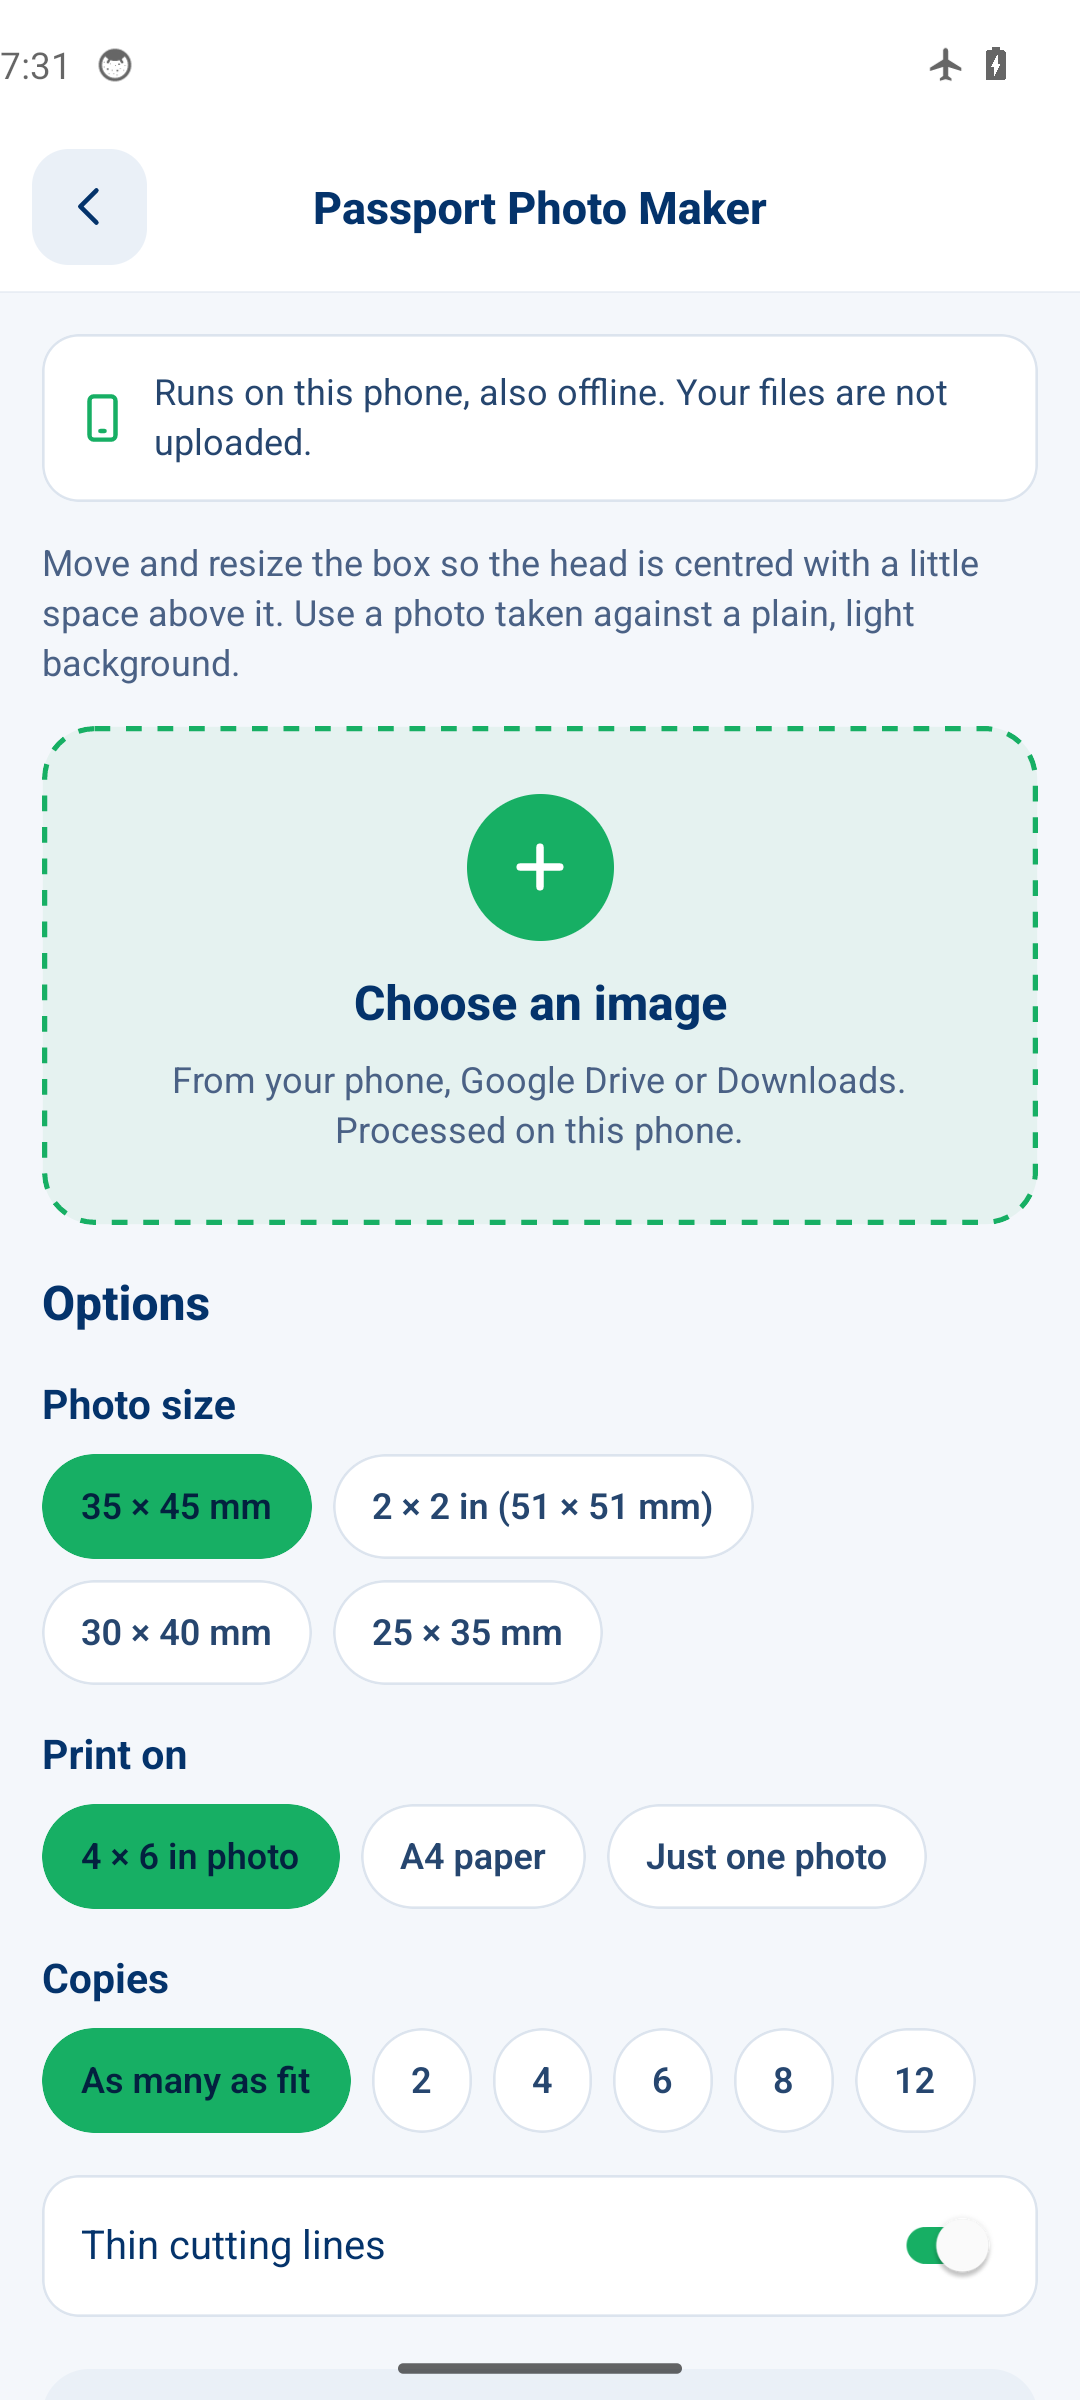 7:31
Passport Photo Maker
Runs on this phone, also offline. Your files are not
uploaded.
Move and resize the box so the head is centred with a little
space above it. Use a photo taken against a plain, light
background.
Choose an image
From your phone, Google Drive or Downloads.
Processed on this phone.
Options
Photo size
35 × 45 mm
2 × 2 in (51 × 51 mm)
30 × 40 mm
25 × 35 mm
Print on
4 × 6 in photo
A4 paper
Just one photo
Copies
As many as fit
2
4
6
8
12
Thin cutting lines